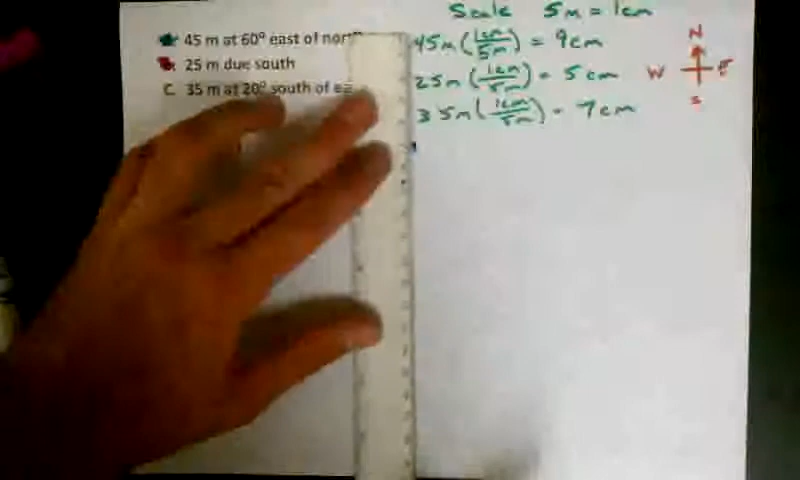 Scale 5m = 1cm
45 m at 60° east of north
45m (1cm/5m) = 9cm
25 m due south
25m (1cm/5m) = 5cm
C. 35 m at 20° south of ea
35m (1cm/5m) = 7cm
N
W E
S